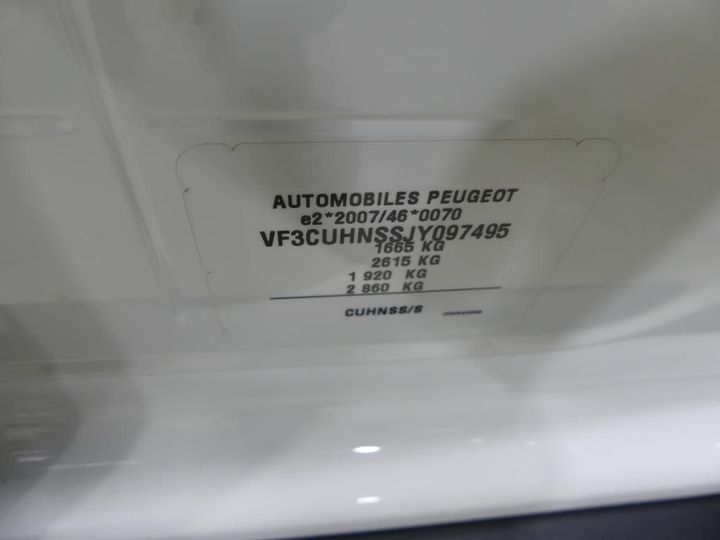 AUTOMOBILES PEUGEOT
e2*2007/46*0070
VF3CUHNSSJY097495
1665 KG
2615 KG
1 920 KG
2 860 KG
CUHNSS/S